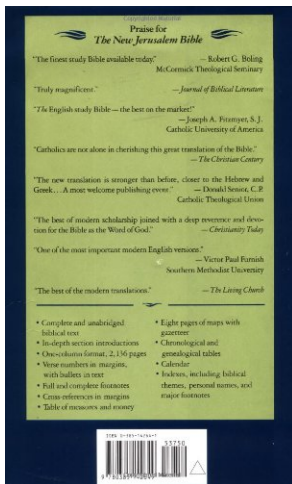 Praise for
The New Jerusalem Bible
"The finest study Bible available today." — Robert G. Boling
McCormick Theological Seminary
"Truly magnificent." — Journal of Biblical Literature
"The English study Bible — the best on the market!"
— Joseph A. Fitzmyer, S. J.
Catholic University of America
"Catholics are not alone in cherishing this great translation of the Bible."
— The Christian Century
"The new translation is stronger than before, closer to the Hebrew and
Greek . . . A most welcome publishing event." — Donald Senior, C.P.
Catholic Theological Union
"The best of modern scholarship joined with a deep reverence and devo-
tion for the Bible as the Word of God." — Christianity Today
"One of the most important modern English versions."
— Victor Paul Furnish
Southern Methodist University
"The best of the modern translation." — The Living Church
• Complete and unabridged
biblical text
• In-depth section introductions
• One-column format, 2,136 pages
• Verse numbers in margins,
with bullets in text
• Full and complete footnotes
• Cross-references in margins
• Table of measures and money
• Eight pages of maps with
gazetteer
• Chronological and
genealogical tables
• Calendar
• Indexes, including biblical
themes, personal names, and
major footnotes
53750